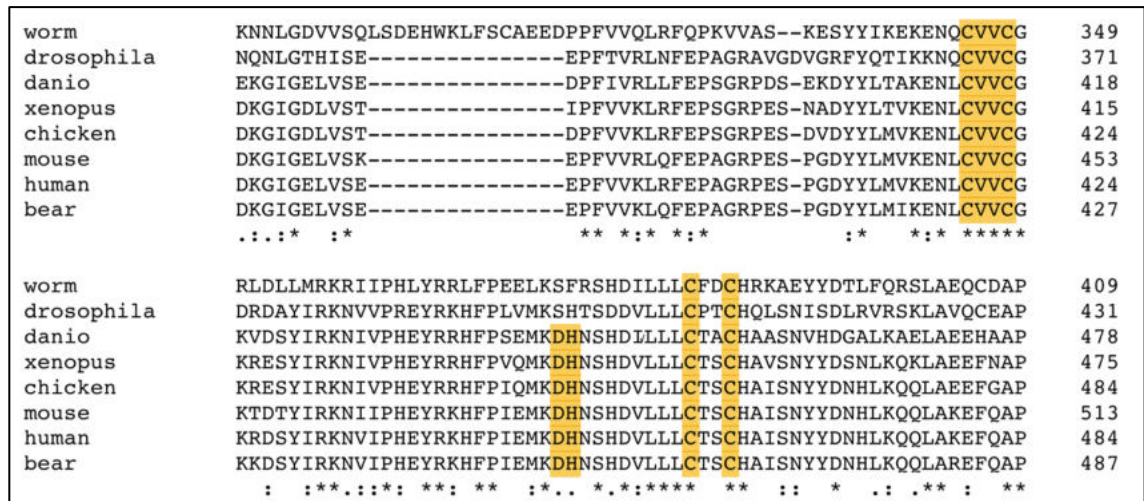 worm KNNLGDVVSQLSDEHWKLFSCAEEDPPFVVQLRFQPKVVAS--KESYYIKEKENQCVVCG 349
drosophila NQNLGTHISE---------------EPFTVRLNFEPAGRAVGDVGRFYQTIKKNQCVVCG 371
danio EKGIGELVSE---------------DPFIVRLLFEPSGRPDS-EKDYYLTAKENLCVVCG 418
xenopus DKGIGDLVST---------------IPFVVKLRFEPSGRPES-NADYYLTVKENLCVVCG 415
chicken DKGIGDLVST---------------DPFVVKLRFEPSGRPES-DVDYYLMVKENLCVVCG 424
mouse DKGIGELVSK---------------EPFVVRLQFEPAGRPES-PGDYYLMVKENLCVVCG 453
human DKGIGELVSE---------------EPFVVKLRFEPAGRPES-PGDYYLMVKENLCVVCG 424
bear DKGIGELVSE---------------EPFVVKLQFEPAGRPES-PGDYYLMIKENLCVVCG 427
.:.:* :* ** *:* *:* :* *:* *****
worm RLDLLMRKRIIPHLYRRLFPEELKSFRSHDILLLCFDCHRKAEYYDTLFQRSLAEQCDAP 409
drosophila DRDAYIRKNVVPREYRKHFPLVMKSHTSDDVLLLCPTCHQLSNISDLRVRSKLAVQCEAP 431
danio KVDSYIRKNIVPHEYRRHFPSEMKDHNSHDILLLCTACHAASNVHDGALKAELAEEHAAP 478
xenopus KRESYIRKNIVPHEYRRHFPVQMKDHNSHDVLLLCTSCHAISNYYDSNLKQKLAEEFNAP 475
chicken KRESYIRKNIVPHEYRRHFPIQMKDHNSHDVLLLCTSCHAISNYYDNHLKQQLAEEFGAP 484
mouse KTDTYIRKNIIPHEYRKHFPIEMKDHNSHDVLLLCTSCHAISNYYDNHLKQQLAKEFQAP 513
human KRDSYIRKNVIPHEYRKHFPIEMKDHNSHDVLLLCTSCHAISNYYDNHLKQQLAKEFQAP 484
bear KKDSYIRKNVIPHEYRKHFPIEMKDHNSHDVLLLCTSCHAISNYYDNHLKQQLAREFQAP 487
: :**.::*: **: ** :*.. *.*:**** ** :: * .: ** : **